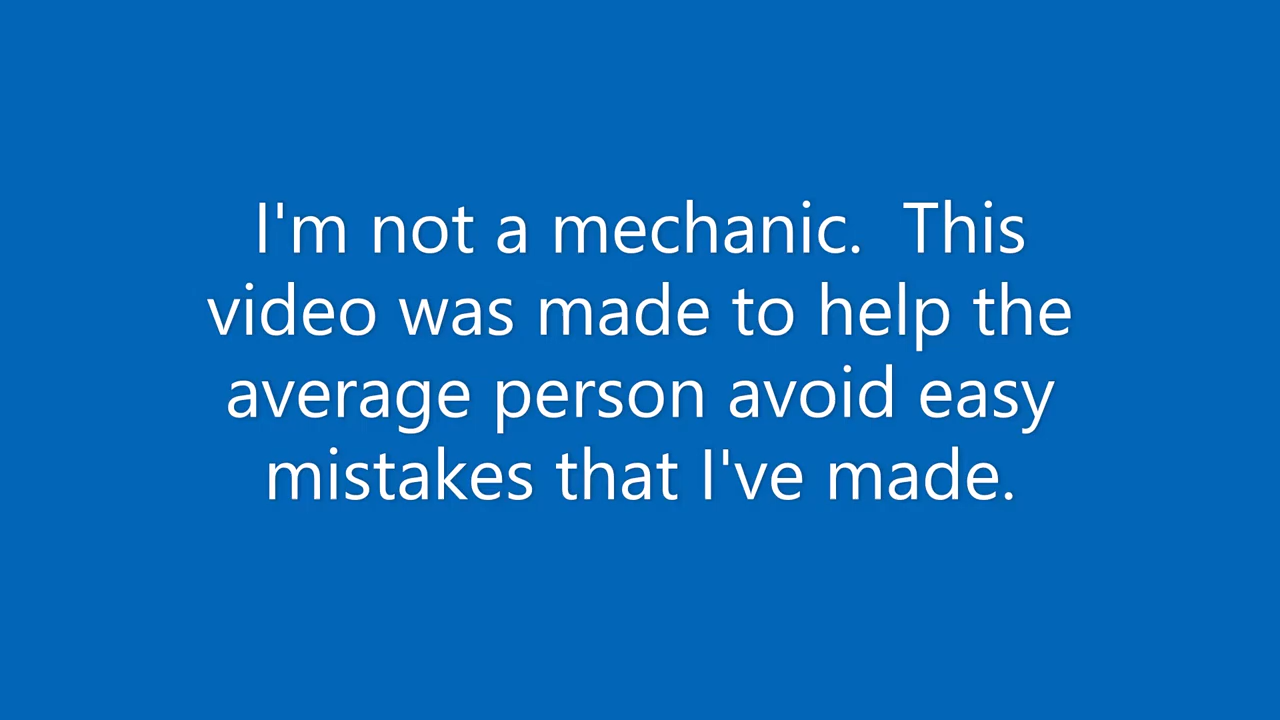 I'm not a mechanic.  This
video was made to help the
average person avoid easy
mistakes that I've made.